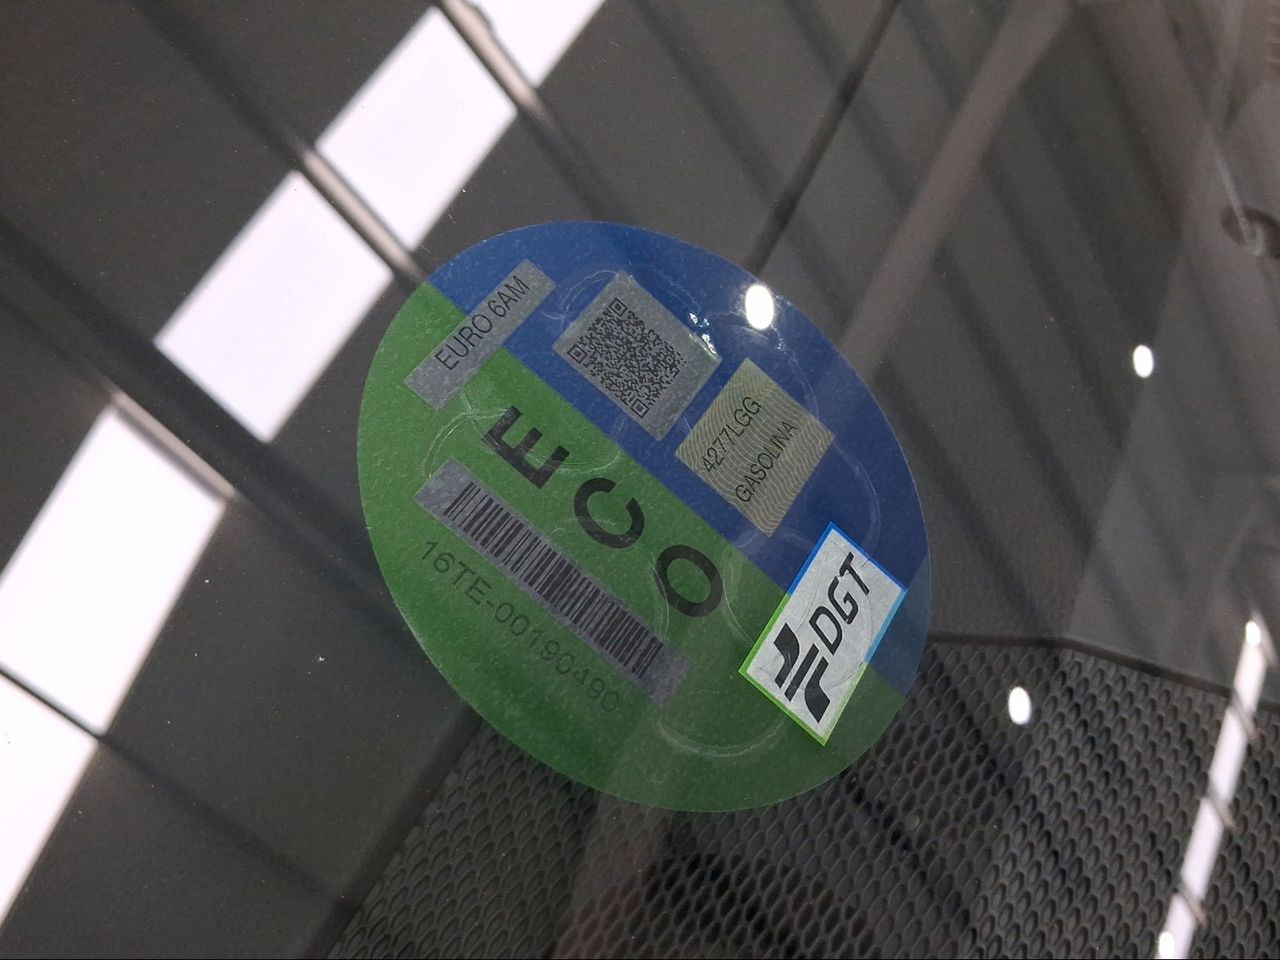 EURO 6AM
4277LGG
GASOLINA
ECO
16TE-00190490
DGT